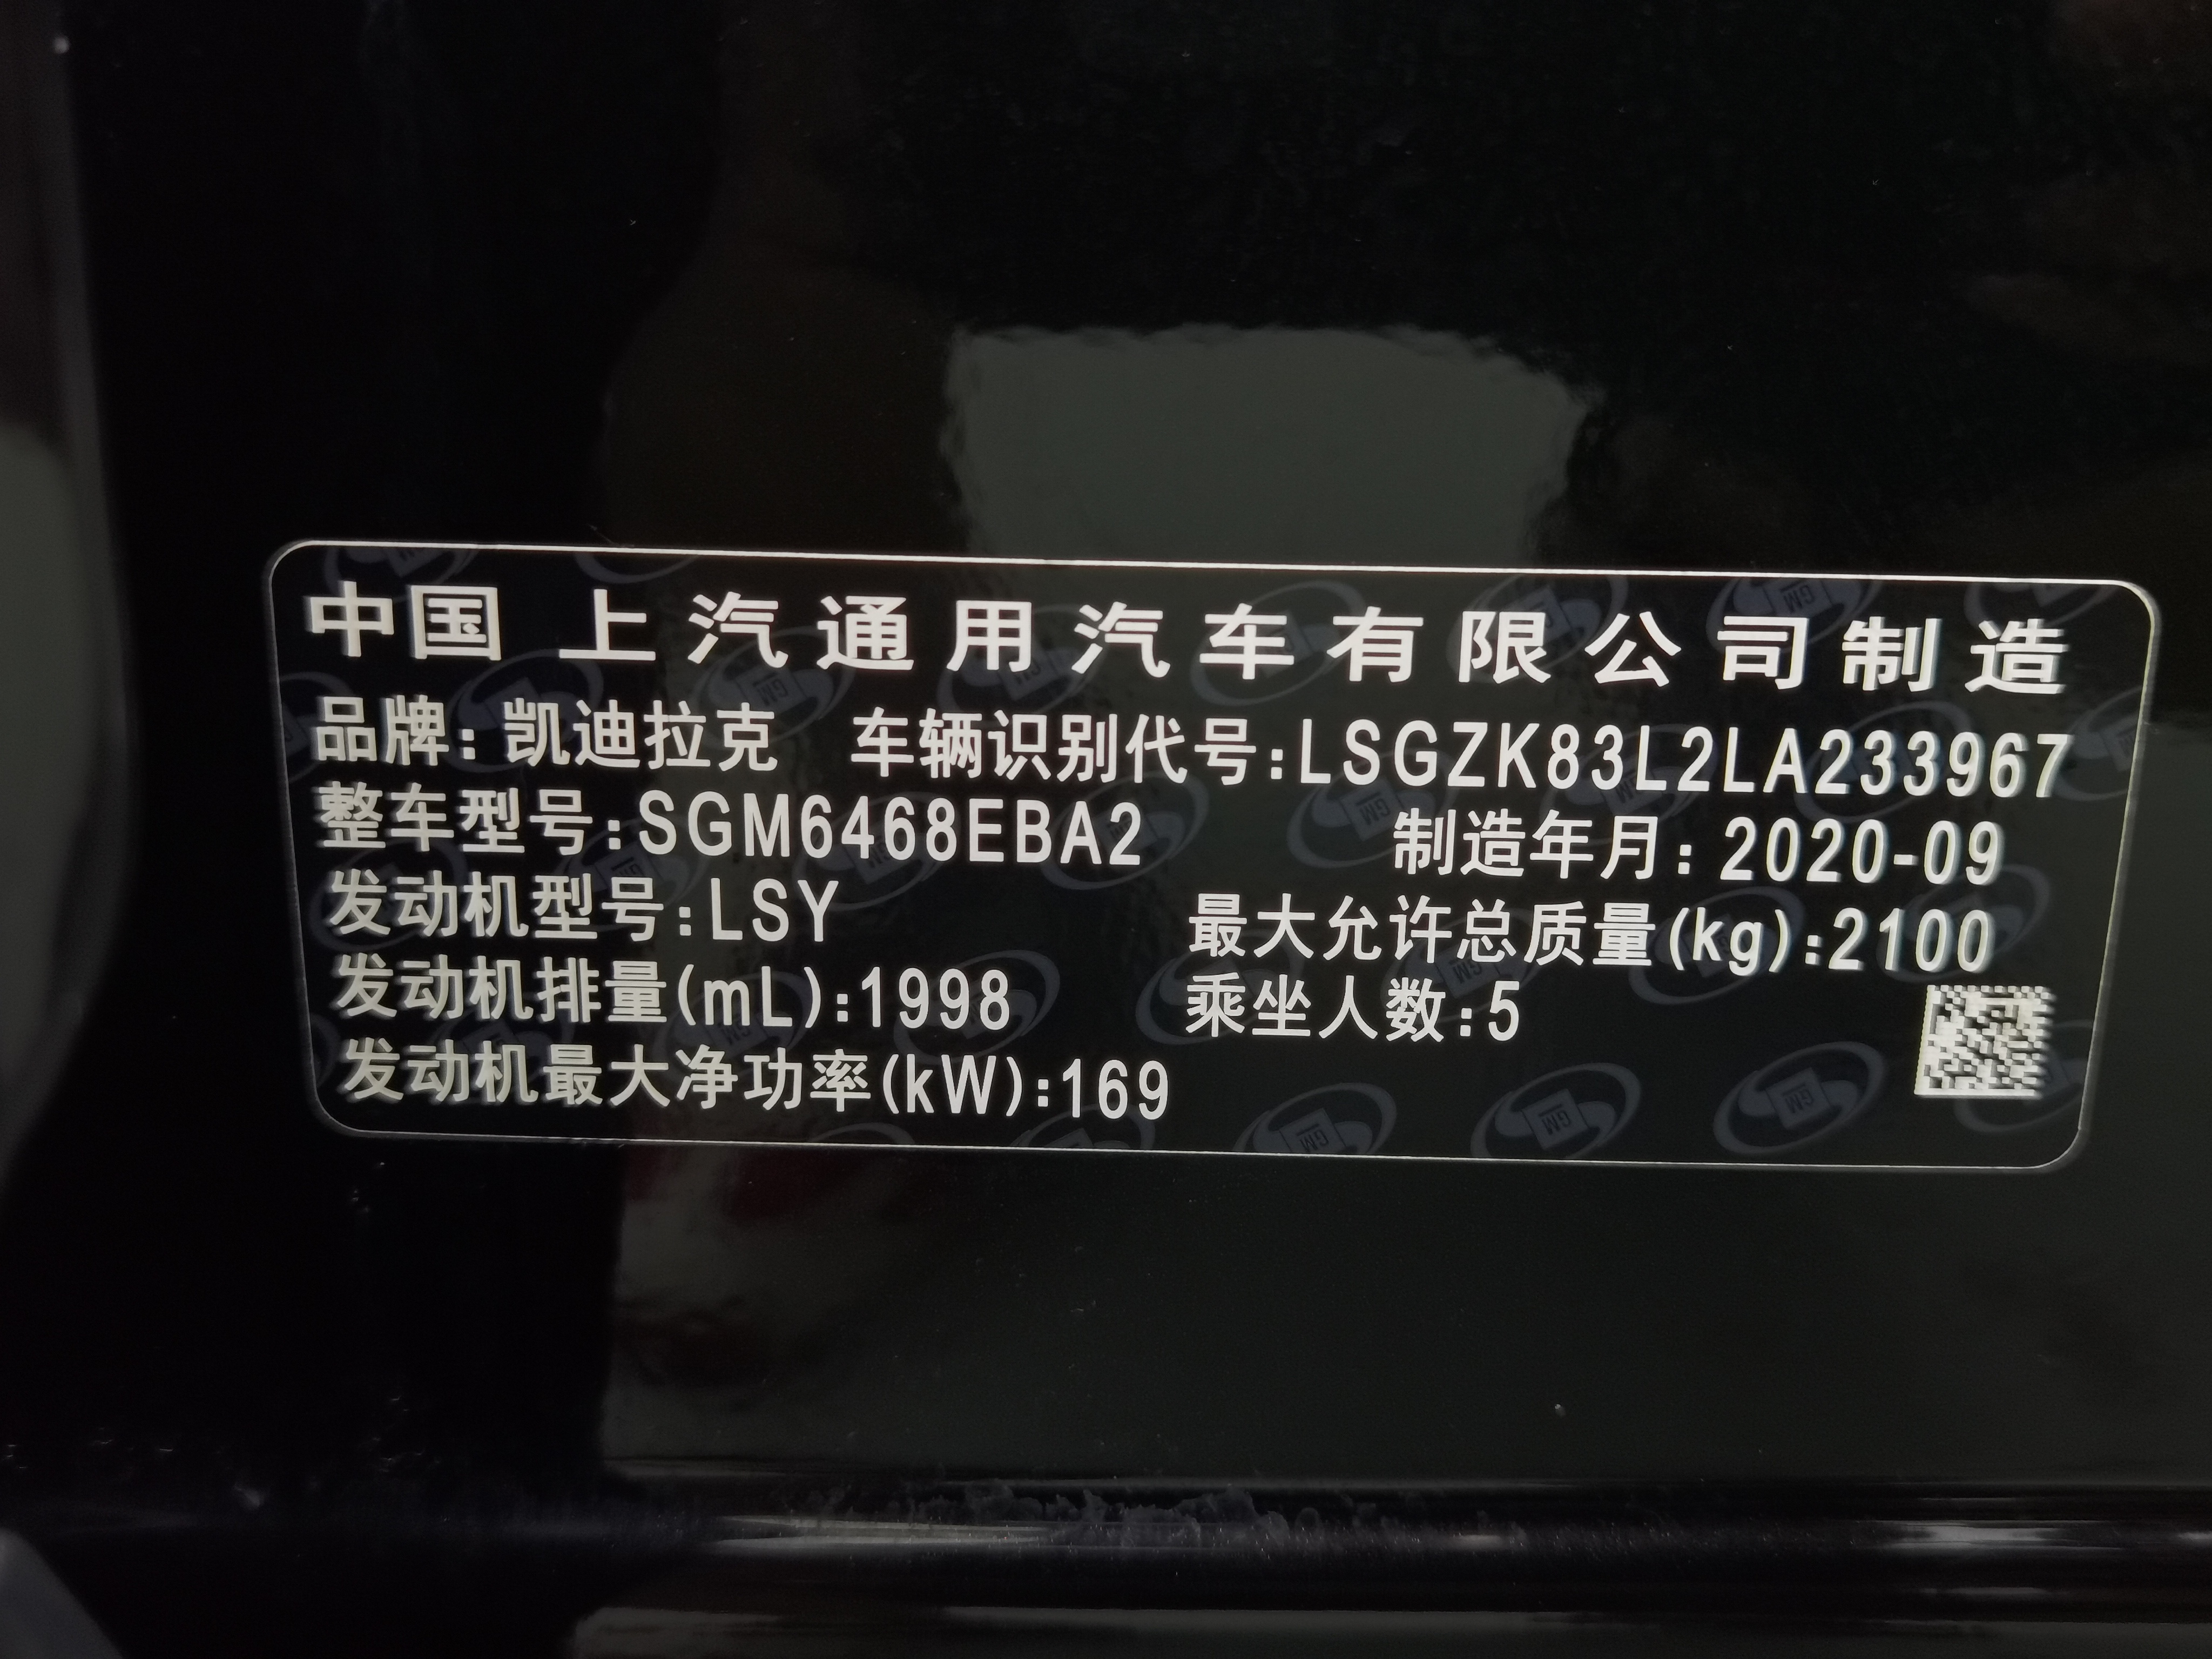 中国 上汽通用汽车有限公司制造
品牌: 凯迪拉克 车辆识别代号:LSGZK83L2LA233967
整车型号:SGM6468EBA2 制造年月: 2020-09
发动机型号:LSY 最大允许总质量(kg):2100
发动机排量(mL):1998 乘坐人数:5
发动机最大净功率(kW):169